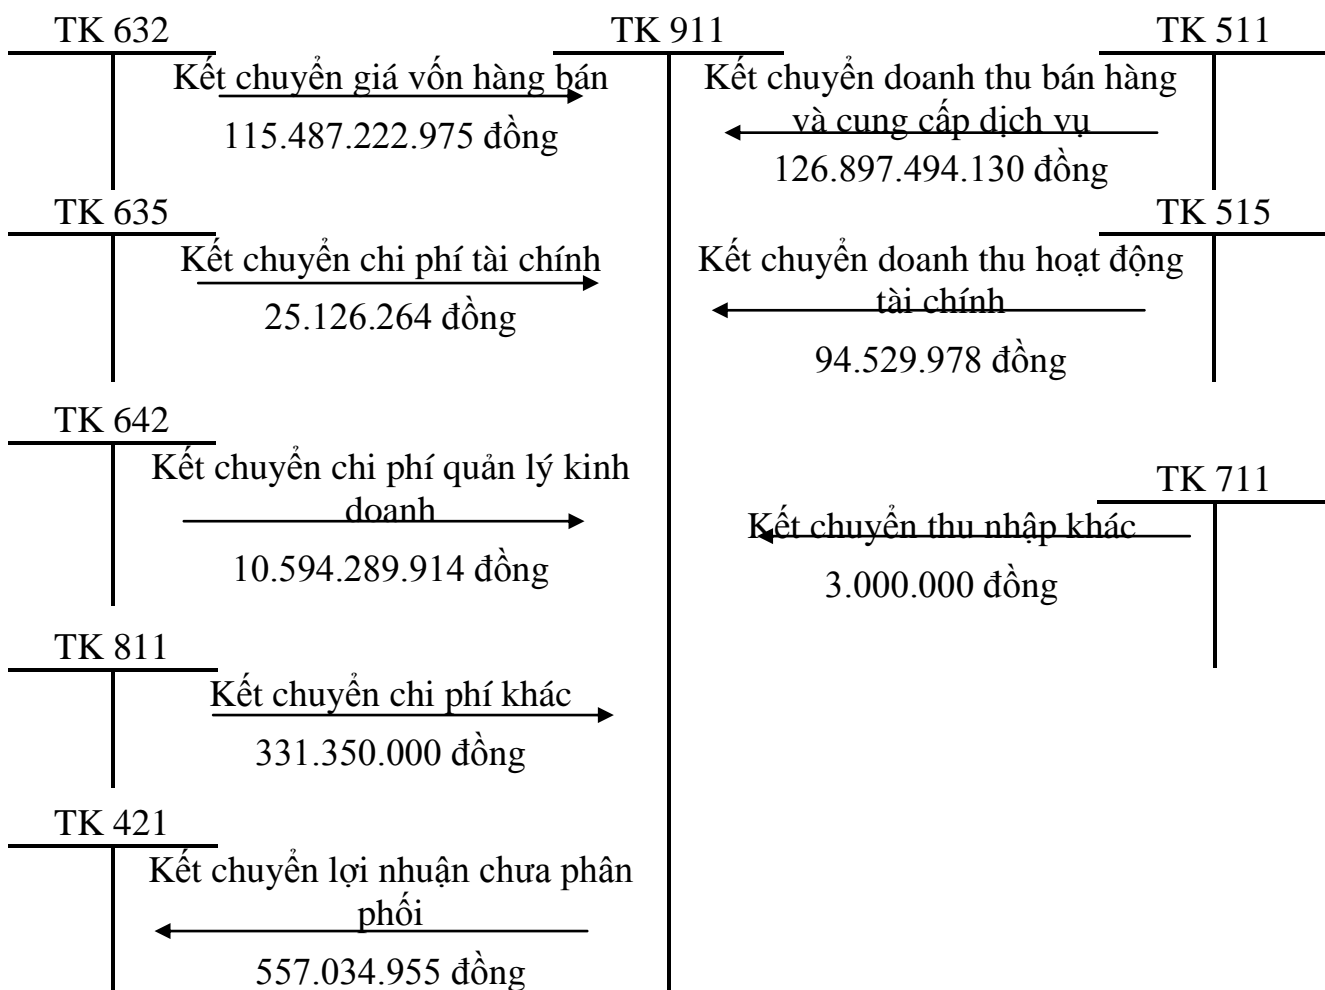 TK 632
TK 911
TK 511
Kết chuyển giá vốn hàng bán
115.487.222.975 đồng
Kết chuyển doanh thu bán hàng
và cung cấp dịch vụ
126.897.494.130 đồng
TK 635
TK 515
Kết chuyển chi phí tài chính
25.126.264 đồng
Kết chuyển doanh thu hoạt động
tài chính
94.529.978 đồng
TK 642
Kết chuyển chi phí quản lý kinh
doanh
10.594.289.914 đồng
TK 711
Kết chuyển thu nhập khác
3.000.000 đồng
TK 811
Kết chuyển chi phí khác
331.350.000 đồng
TK 421
Kết chuyển lợi nhuận chưa phân
phối
557.034.955 đồng